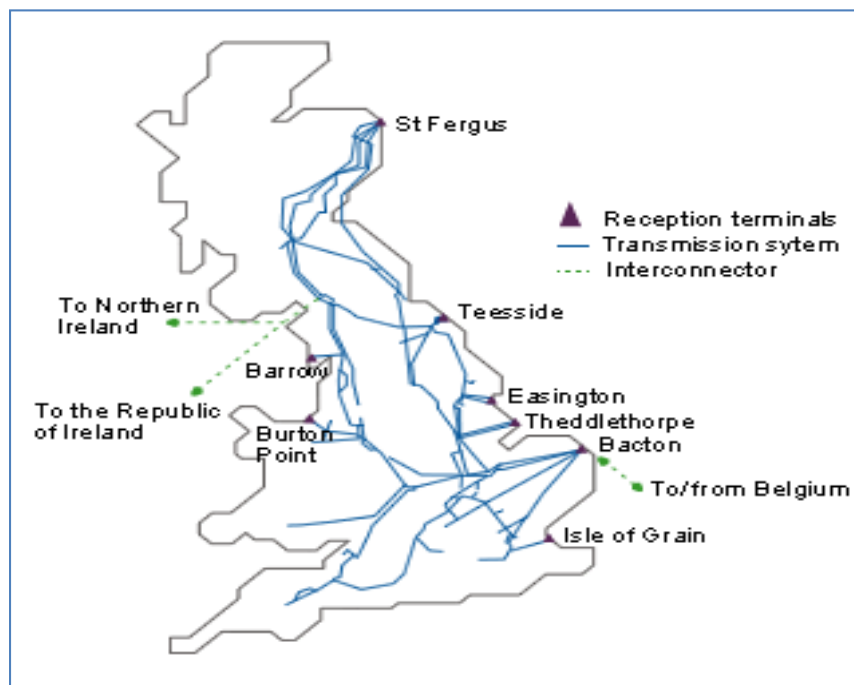 St Fergus
Reception terminals
Transmission sytem
Interconnector
To Northern
Ireland
Teesside
Barrow
Easington
To the Republic
of Ireland
Theddlethorpe
Burton
Point
Bacton
To/from Belgium
Isle of Grain